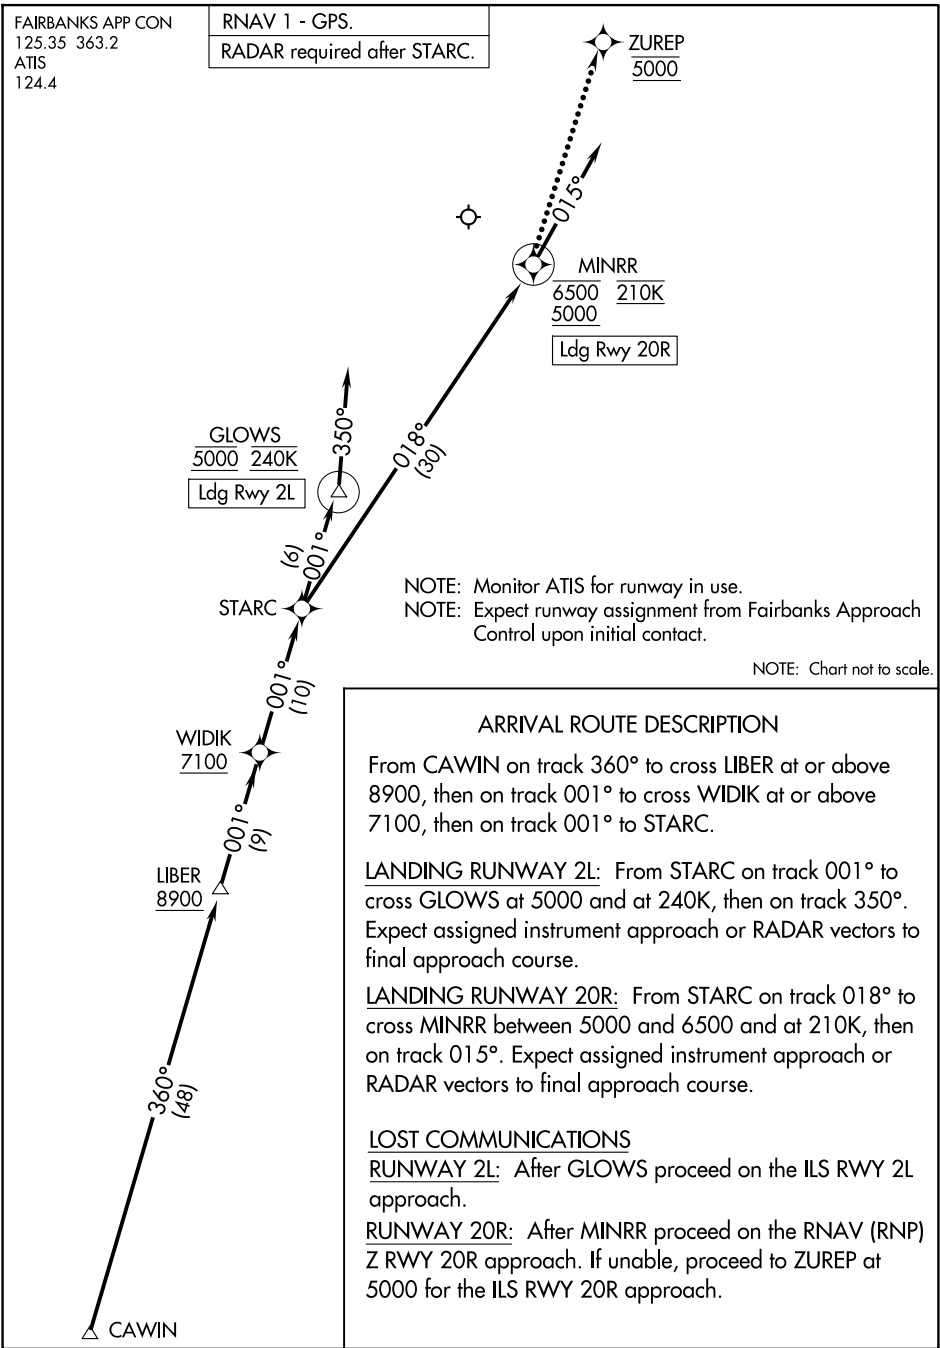 FAIRBANKS APP CON
125.35 363.2
ATIS
124.4
RNAV 1 - GPS.
RADAR required after STARC.
ZUREP
5000
015°
MINRR
6500 210K
5000
Ldg Rwy 20R
350°
GLOWS
5000 240K
Ldg Rwy 2L
018°
(30)
(6)
001°
STARC
NOTE: Monitor ATIS for runway in use.
NOTE: Expect runway assignment from Fairbanks Approach
Control upon initial contact.
NOTE: Chart not to scale.
001°
(10)
WIDIK
7100
001°
(9)
LIBER
8900
360°
(48)
CAWIN
ARRIVAL ROUTE DESCRIPTION
From CAWIN on track 360° to cross LIBER at or above
8900, then on track 001° to cross WIDIK at or above
7100, then on track 001° to STARC.
LANDING RUNWAY 2L: From STARC on track 001° to
cross GLOWS at 5000 and at 240K, then on track 350°.
Expect assigned instrument approach or RADAR vectors to
final approach course.
LANDING RUNWAY 20R: From STARC on track 018° to
cross MINRR between 5000 and 6500 and at 210K, then
on track 015°. Expect assigned instrument approach or
RADAR vectors to final approach course.
LOST COMMUNICATIONS
RUNWAY 2L: After GLOWS proceed on the ILS RWY 2L
approach.
RUNWAY 20R: After MINRR proceed on the RNAV (RNP)
Z RWY 20R approach. If unable, proceed to ZUREP at
5000 for the ILS RWY 20R approach.